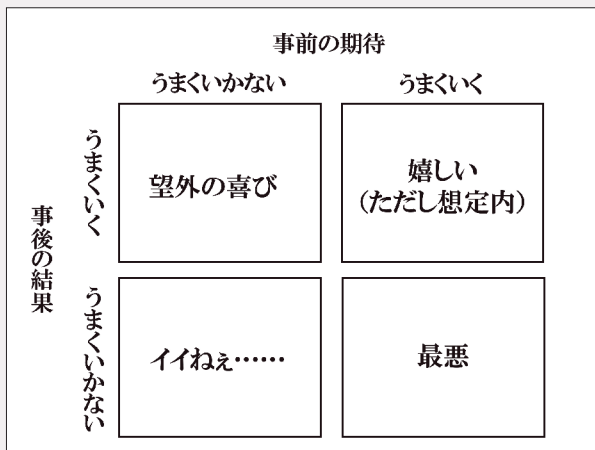 事前の期待
うまくいかない
うまくいく
うまくいく
望外の喜び
嬉しい
（ただし想定内）
事後の結果
うまくいかない
イイねぇ……
最悪